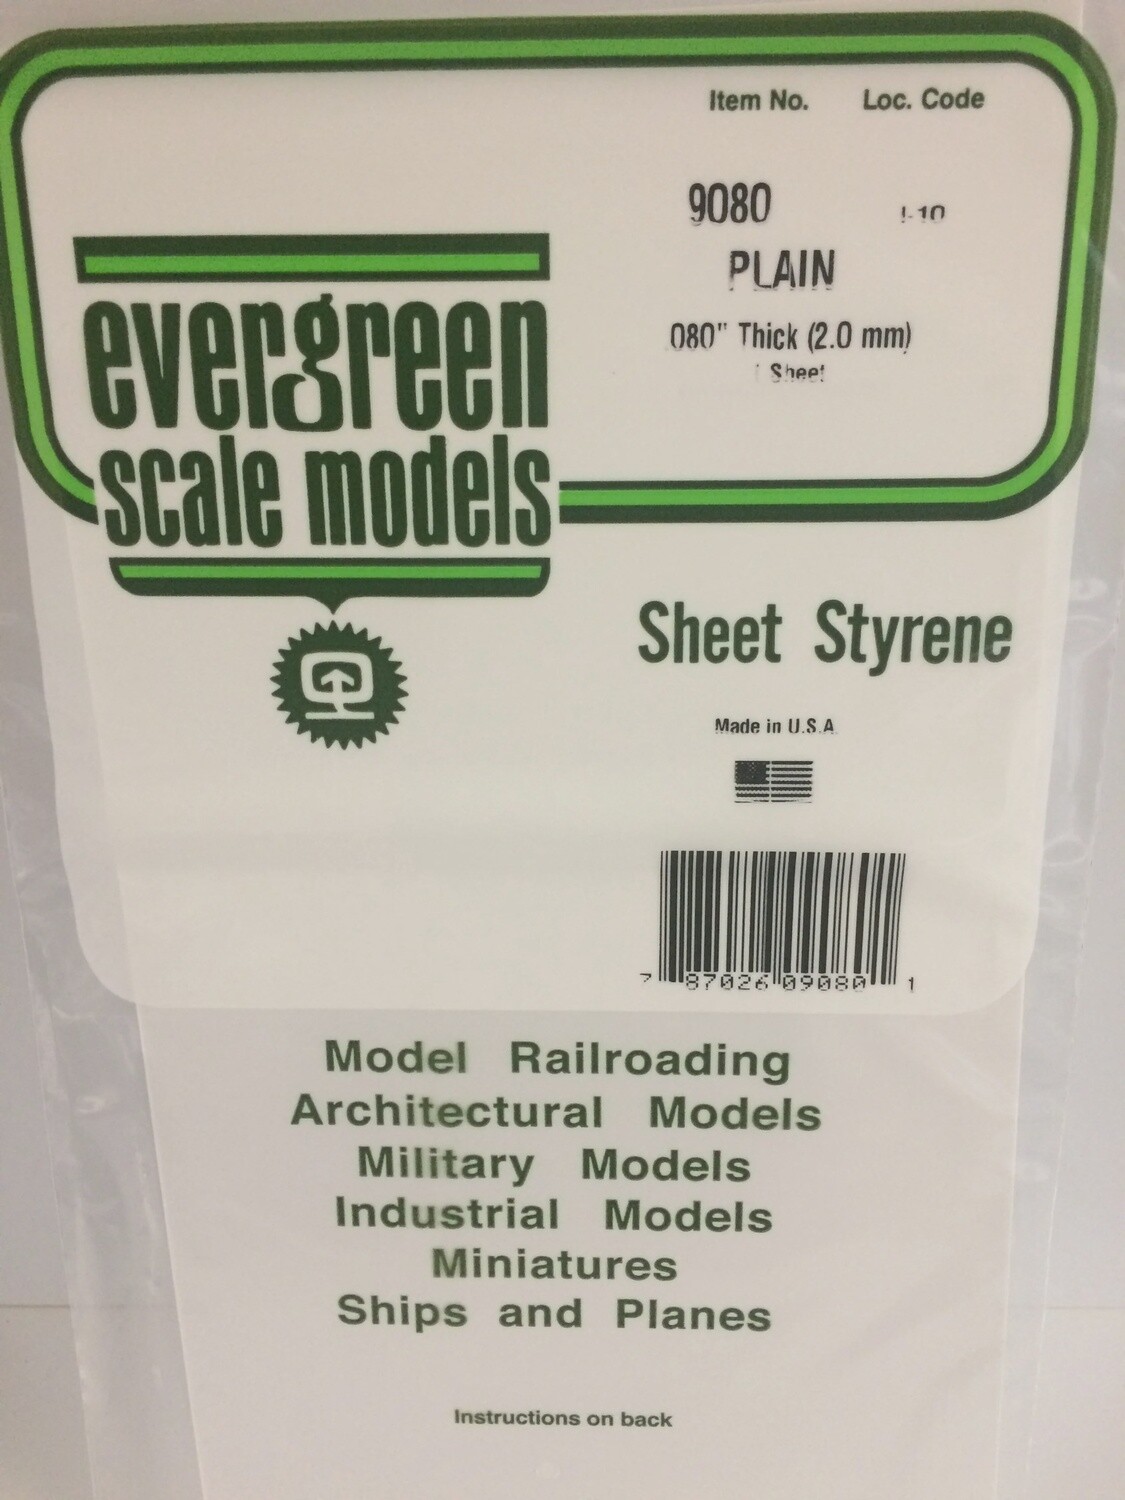 Item No. Loc. Code
9080
PLAIN
080" Thick (2.0 mm)
Sheet
evergreen
scale models
Sheet Styrene
Made in U.S.A
7 87026 09080 1
Model Railroading
Architectural Models
Military Models
Industrial Models
Miniatures
Ships and Planes
Instructions on back